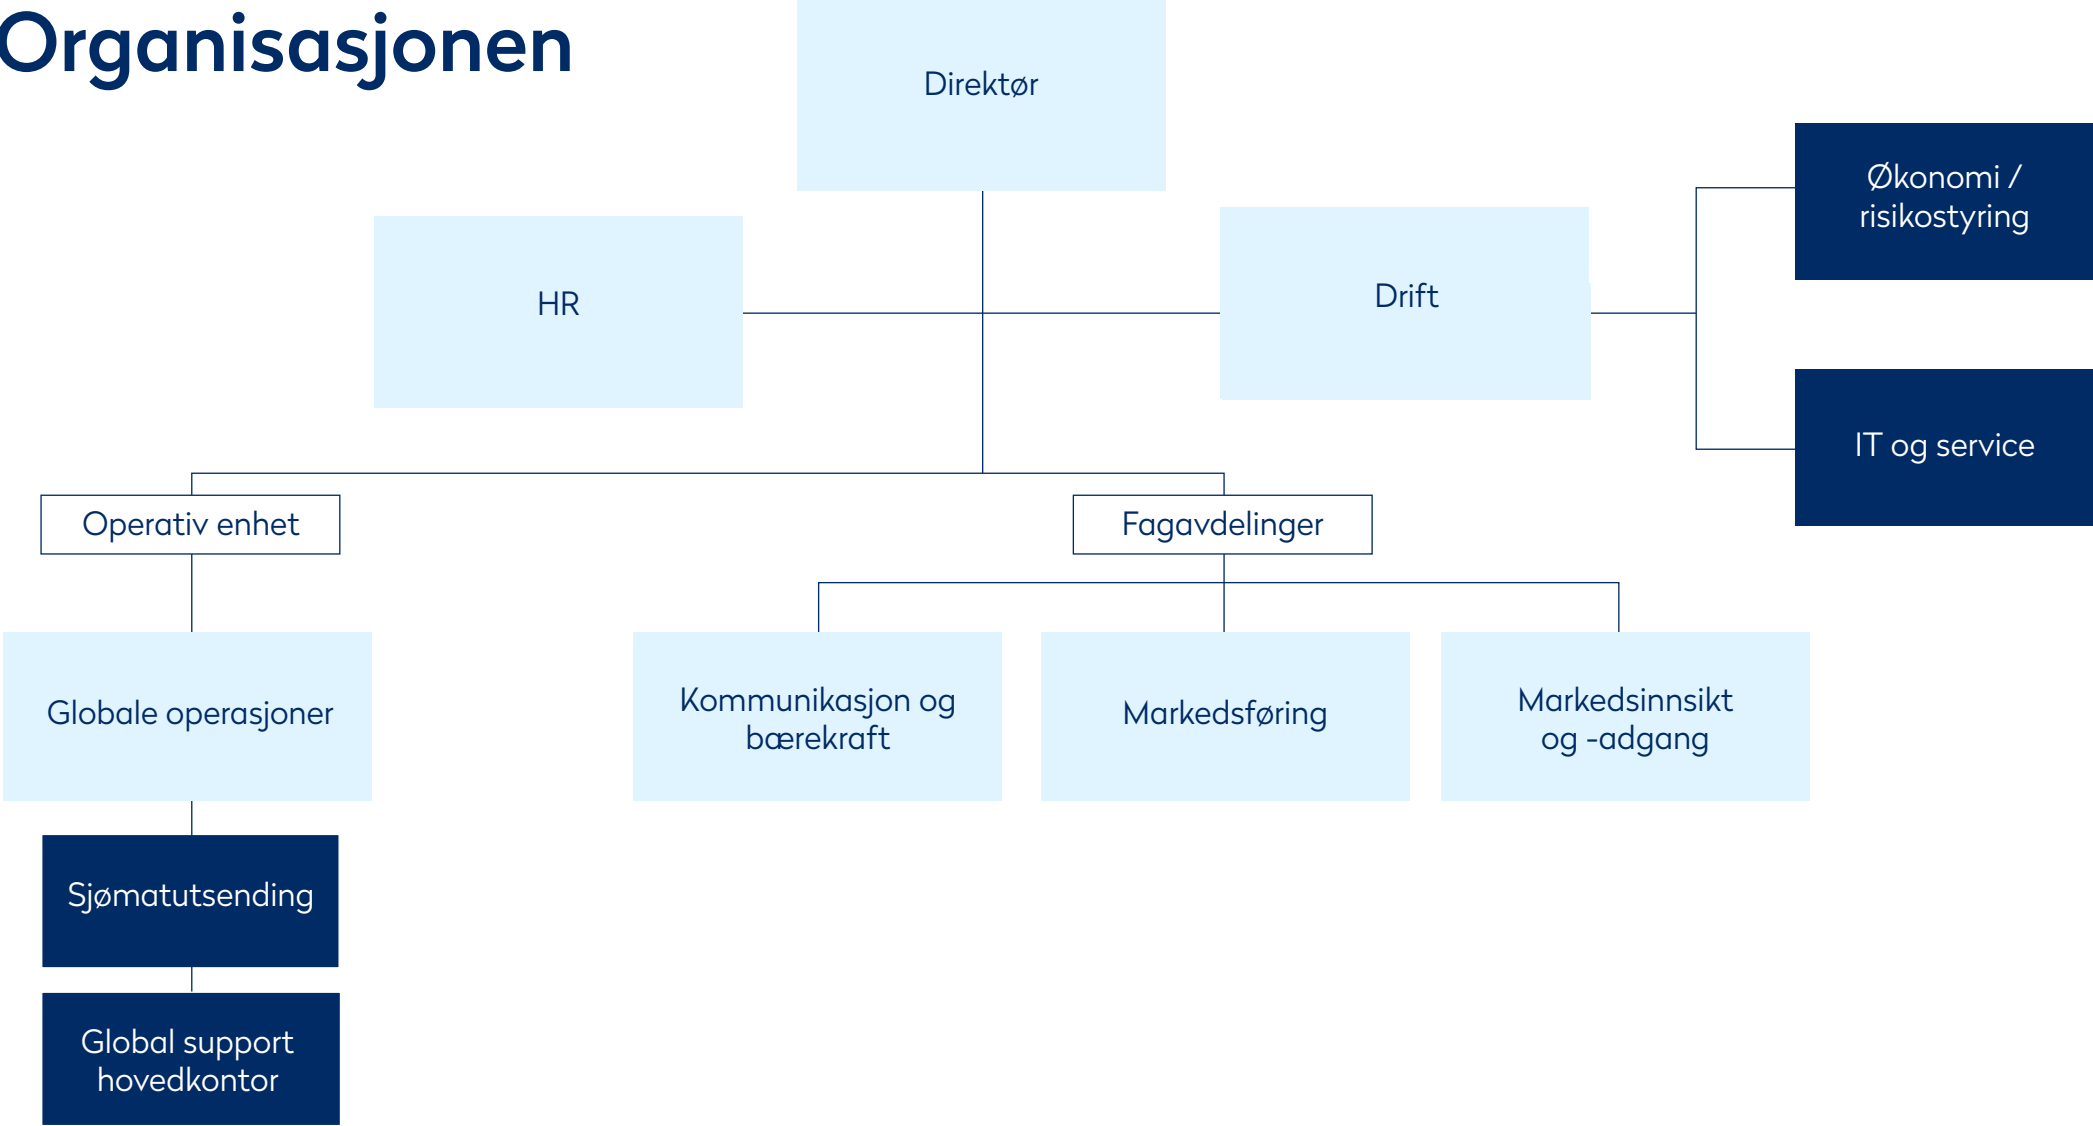 Organisasjonen
Direktør
Økonomi /
risikostyring
HR
Drift
IT og service
Operativ enhet
Fagavdelinger
Globale operasjoner
Kommunikasjon og
bærekraft
Markedsføring
Markedsinnsikt
og -adgang
Sjømatutsending
Global support
hovedkontor